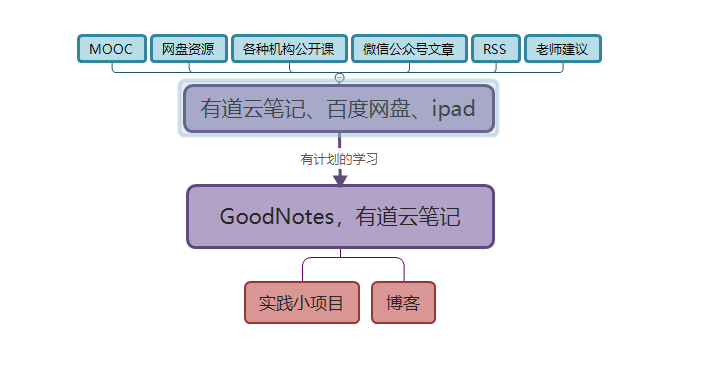 MOOC 网盘资源 各种机构公开课 微信公众号文章 RSS 老师建议
有道云笔记、百度网盘、ipad
有计划的学习
GoodNotes，有道云笔记
实践小项目 博客